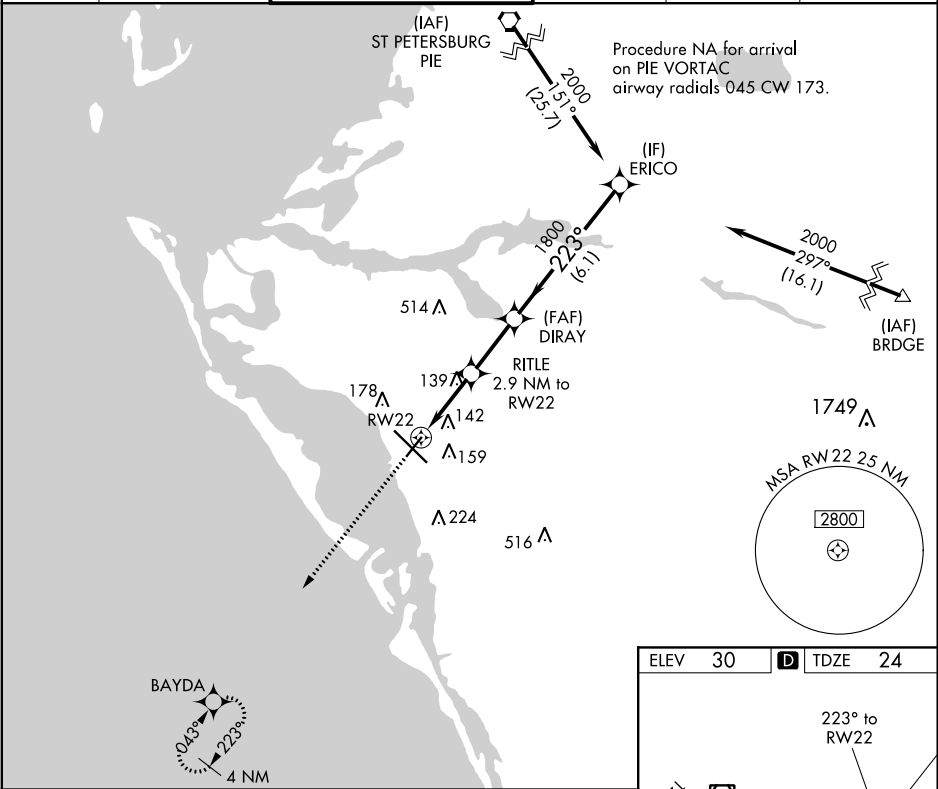 (IAF)
ST PETERSBURG
PIE
Procedure NA for arrival
on PIE VORTAC
airway radials 045 CW 173.
2000
151°
(25.7)
(IF)
ERICO
1800
223°
(6.1)
2000
297°
(16.1)
(IAF)
BRDGE
514
(FAF)
DIRAY
RITLE
2.9 NM to
RW22
139
178
RW22
142
159
1749
MSA RW22 25 NM
2800
224
516
ELEV 30 D TDZE 24
223° to
RW22
BAYDA
043°
223°
4 NM